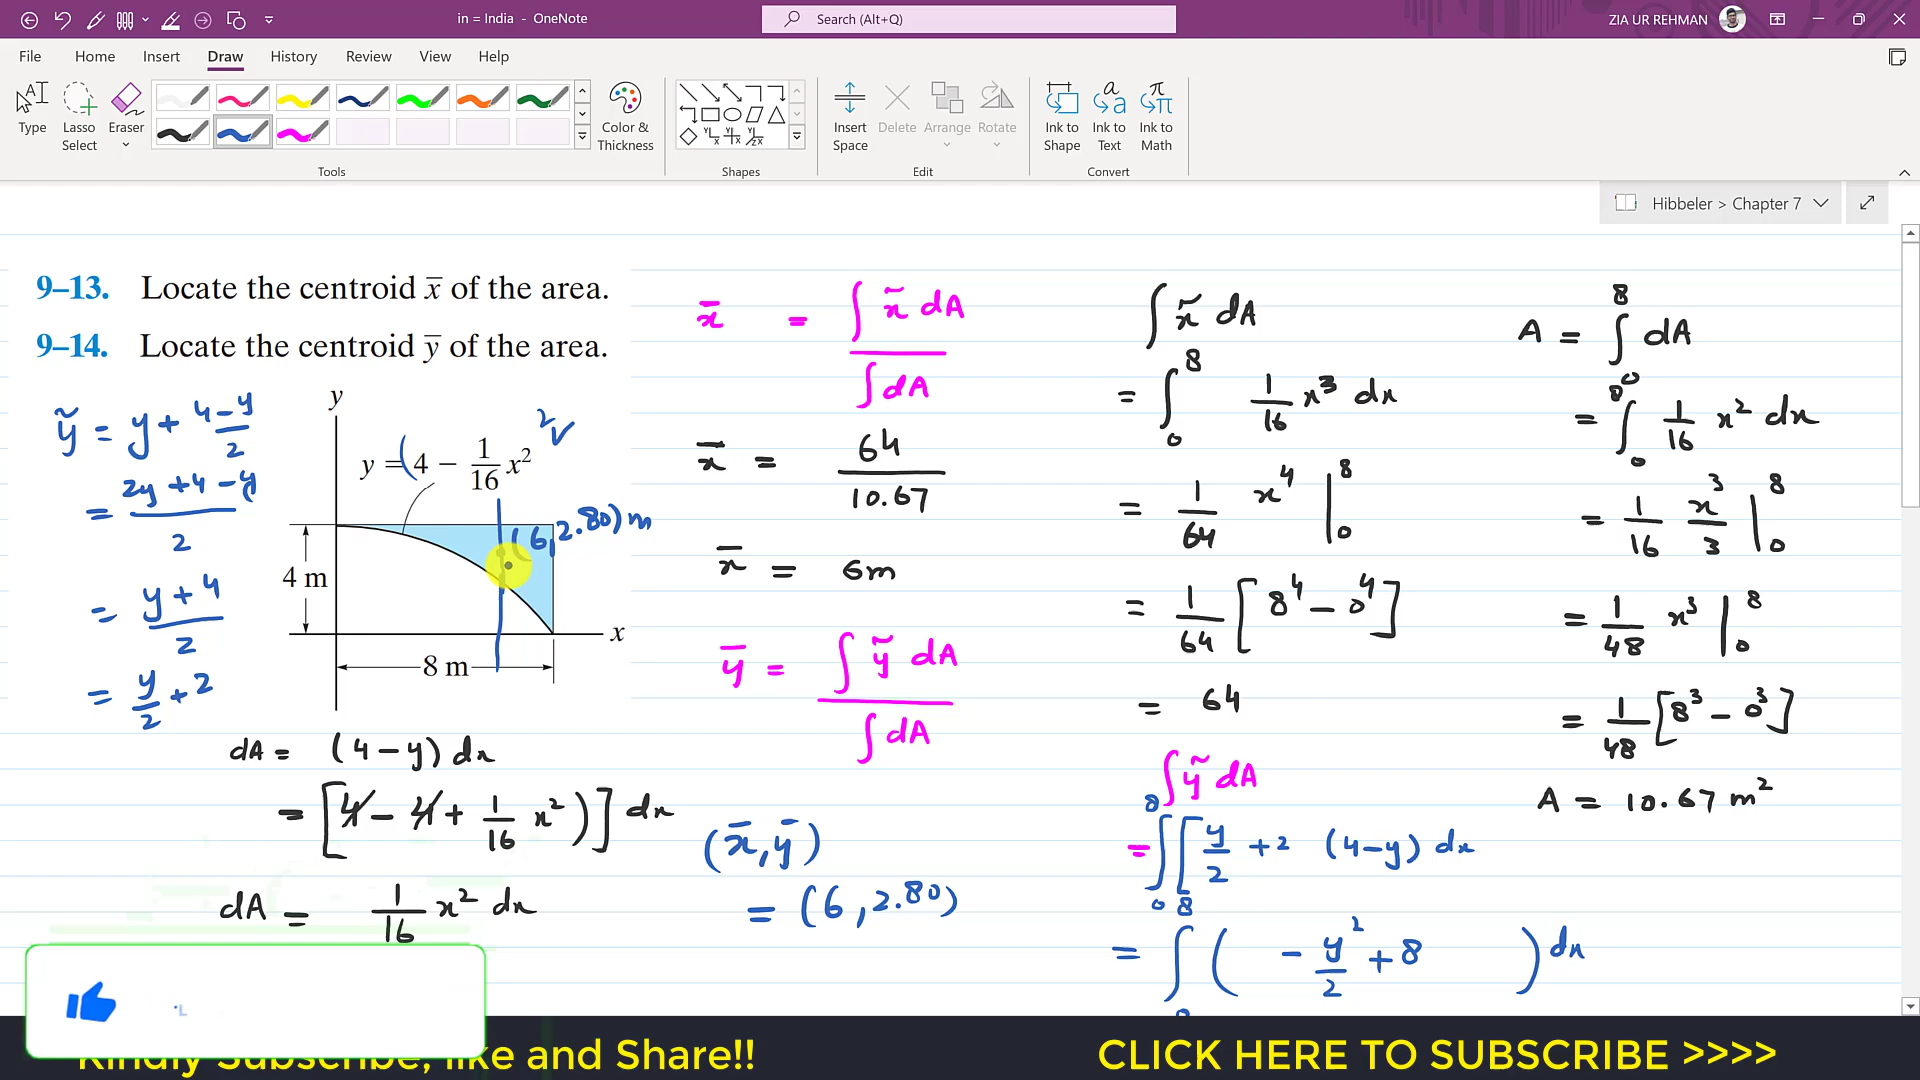 in = India - OneNote
Search (Alt+Q)
ZIA UR REHMAN
File Home Insert Draw History Review View Help
Type
Lasso Select
Eraser
Color & Thickness
Insert Space
Delete
Arrange
Rotate
Ink to Shape
Ink to Text
Ink to Math
Tools
Shapes
Edit
Convert
Hibbeler > Chapter 7
9–13. Locate the centroid x̄ of the area.
9–14. Locate the centroid ȳ of the area.
ỹ = y + 4-y/2
= 2y+4-y/2
= y+4/2
= y/2 + 2
y
y = (4 − 1/16 x²
2
(6, 2.80) m
4 m
x
8 m
dA = (4-y) dx
= [4 - 4 + 1/16 x²)] dx
dA = 1/16 x² dx
x̄ = ∫ x̃ dA / ∫ dA
x̄ = 64/10.67
x̄ = 6m
ȳ = ∫ ỹ dA / ∫ dA
(x̄, ȳ)
= (6, 2.80)
∫ x̃ dA
= ∫₀⁸ 1/16 x³ dx
= 1/64 x⁴ |₀⁸
= 1/64 [8⁴ - 0⁴]
= 64
∫ ỹ dA
= ∫₀⁸ [y/2 + 2 (4-y) dx
= ∫₀⁸ ( - y²/2 + 8 ) dx
A = ∫₀⁸ dA
= ∫₀⁸ 1/16 x² dx
= 1/16 x³/3 |₀⁸
= 1/48 x³ |₀⁸
= 1/48 [8³ - 0³]
A = 10.67 m²
Kindly Subscribe, like and Share!!
CLICK HERE TO SUBSCRIBE >>>>